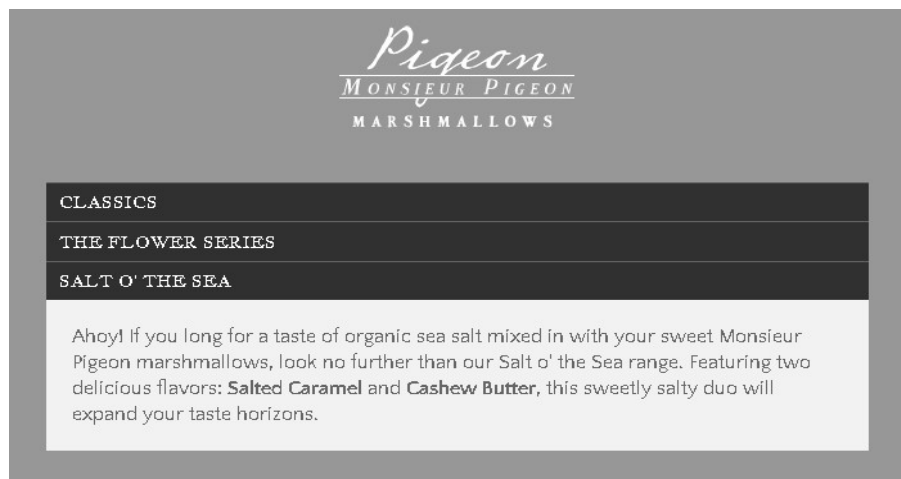 Pigeon
MONSIEUR PIGEON
MARSHMALLOWS
CLASSICS
THE FLOWER SERIES
SALT O' THE SEA
Ahoy! If you long for a taste of organic sea salt mixed in with your sweet Monsieur
Pigeon marshmallows, look no further than our Salt o' the Sea range. Featuring two
delicious flavors: Salted Caramel and Cashew Butter, this sweetly salty duo will
expand your taste horizons.